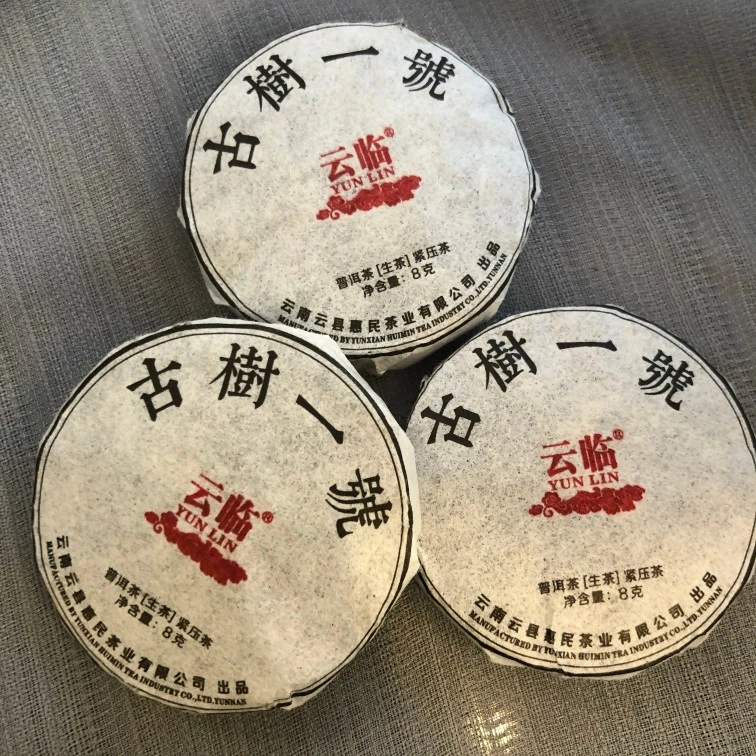 古樹一號
云临®
YUN LIN
普洱茶[生茶]紧压茶
净含量：8克
云南云县惠民茶业有限公司 出品
MANUFACTURED BY YUNXIAN HUIMIN TEA INDUSTRY CO.,LTD.YUNNAN
古樹一號
云临®
YUN LIN
普洱茶[生茶]紧压茶
净含量：8克
云南云县惠民茶业有限公司 出品
MANUFACTURED BY YUNXIAN HUIMIN TEA INDUSTRY CO.,LTD.YUNNAN
古樹一號
云临®
YUN LIN
普洱茶[生茶]紧压茶
净含量：8克
云南云县惠民茶业有限公司 出品
MANUFACTURED BY YUNXIAN HUIMIN TEA INDUSTRY CO.,LTD.YUNNAN